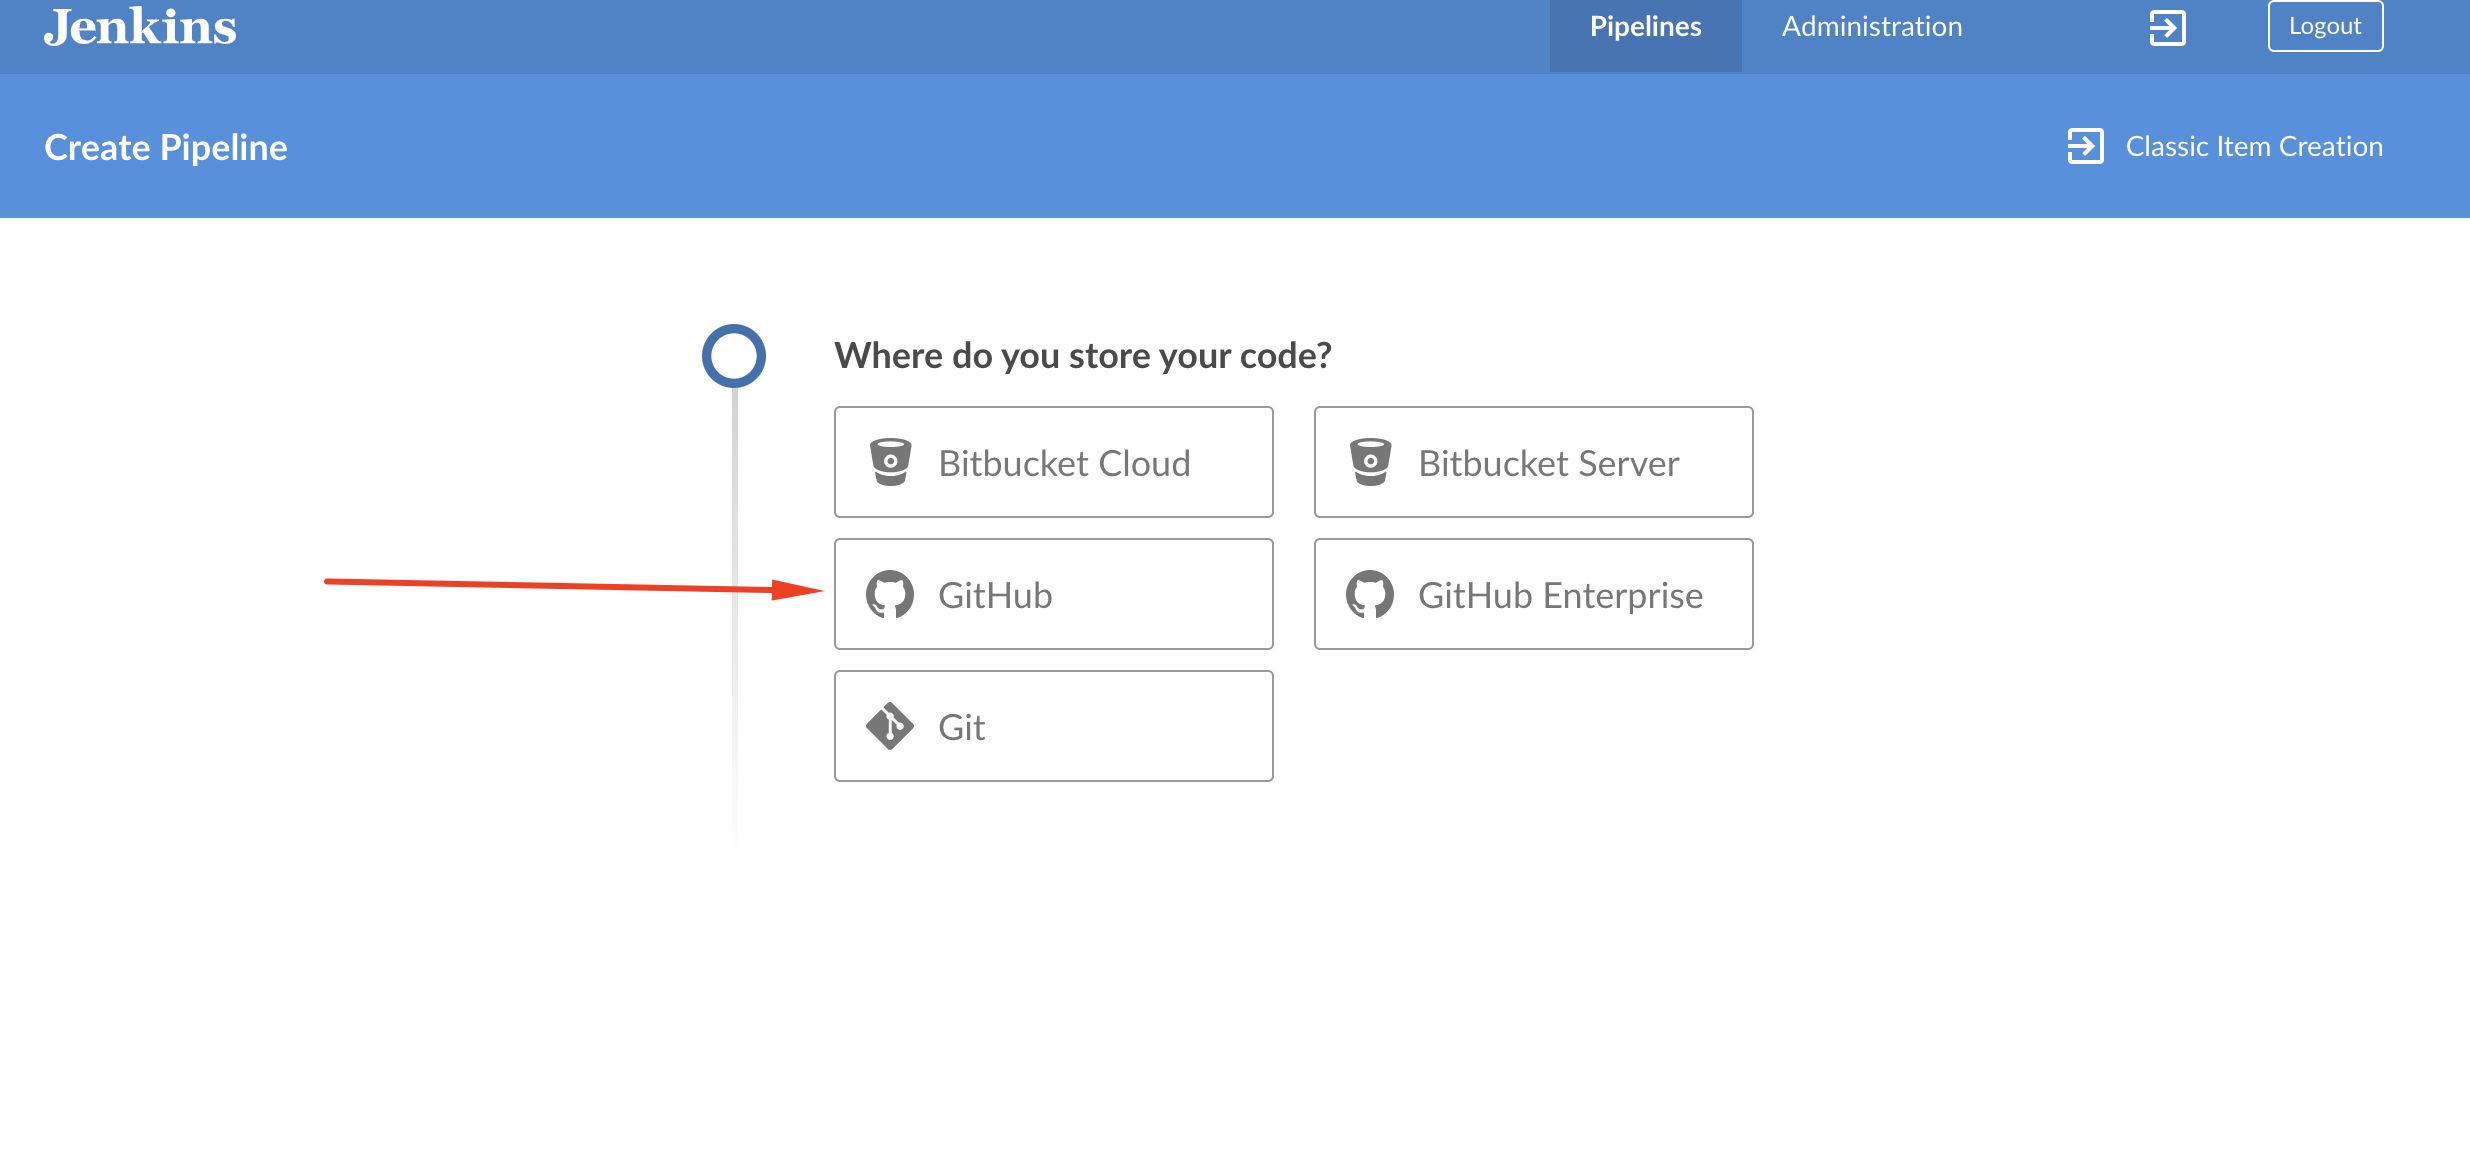 Jenkins
Pipelines
Administration
Logout
Create Pipeline
Classic Item Creation
Where do you store your code?
Bitbucket Cloud
Bitbucket Server
GitHub
GitHub Enterprise
Git